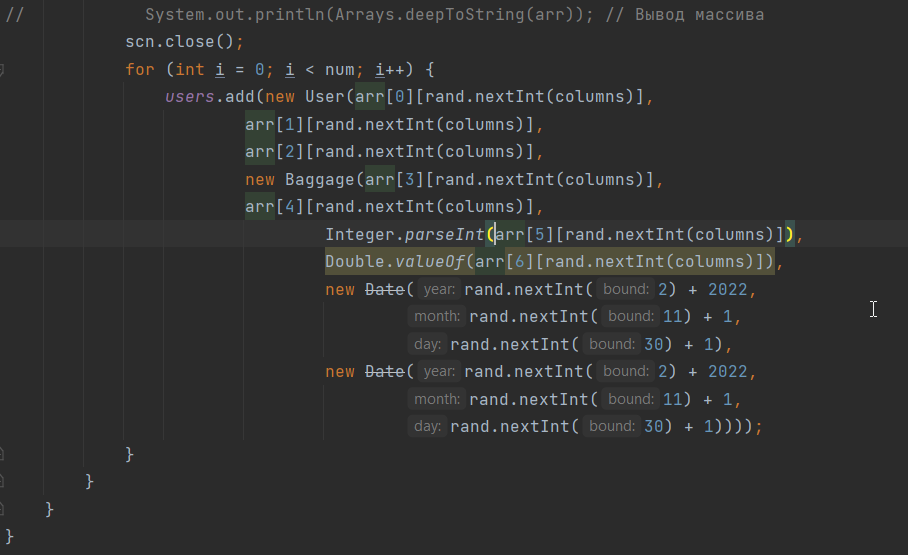 //            System.out.println(Arrays.deepToString(arr)); // Вывод массива
            scn.close();
            for (int i = 0; i < num; i++) {
                users.add(new User(arr[0][rand.nextInt(columns)],
                        arr[1][rand.nextInt(columns)],
                        arr[2][rand.nextInt(columns)],
                        new Baggage(arr[3][rand.nextInt(columns)],
                        arr[4][rand.nextInt(columns)],
                                Integer.parseInt(arr[5][rand.nextInt(columns)]),
                                Double.valueOf(arr[6][rand.nextInt(columns)]),
                                new Date( year: rand.nextInt( bound: 2) + 2022,
                                        month: rand.nextInt( bound: 11) + 1,
                                        day: rand.nextInt( bound: 30) + 1),
                                new Date( year: rand.nextInt( bound: 2) + 2022,
                                        month: rand.nextInt( bound: 11) + 1,
                                        day: rand.nextInt( bound: 30) + 1))));
            }
        }
    }
}